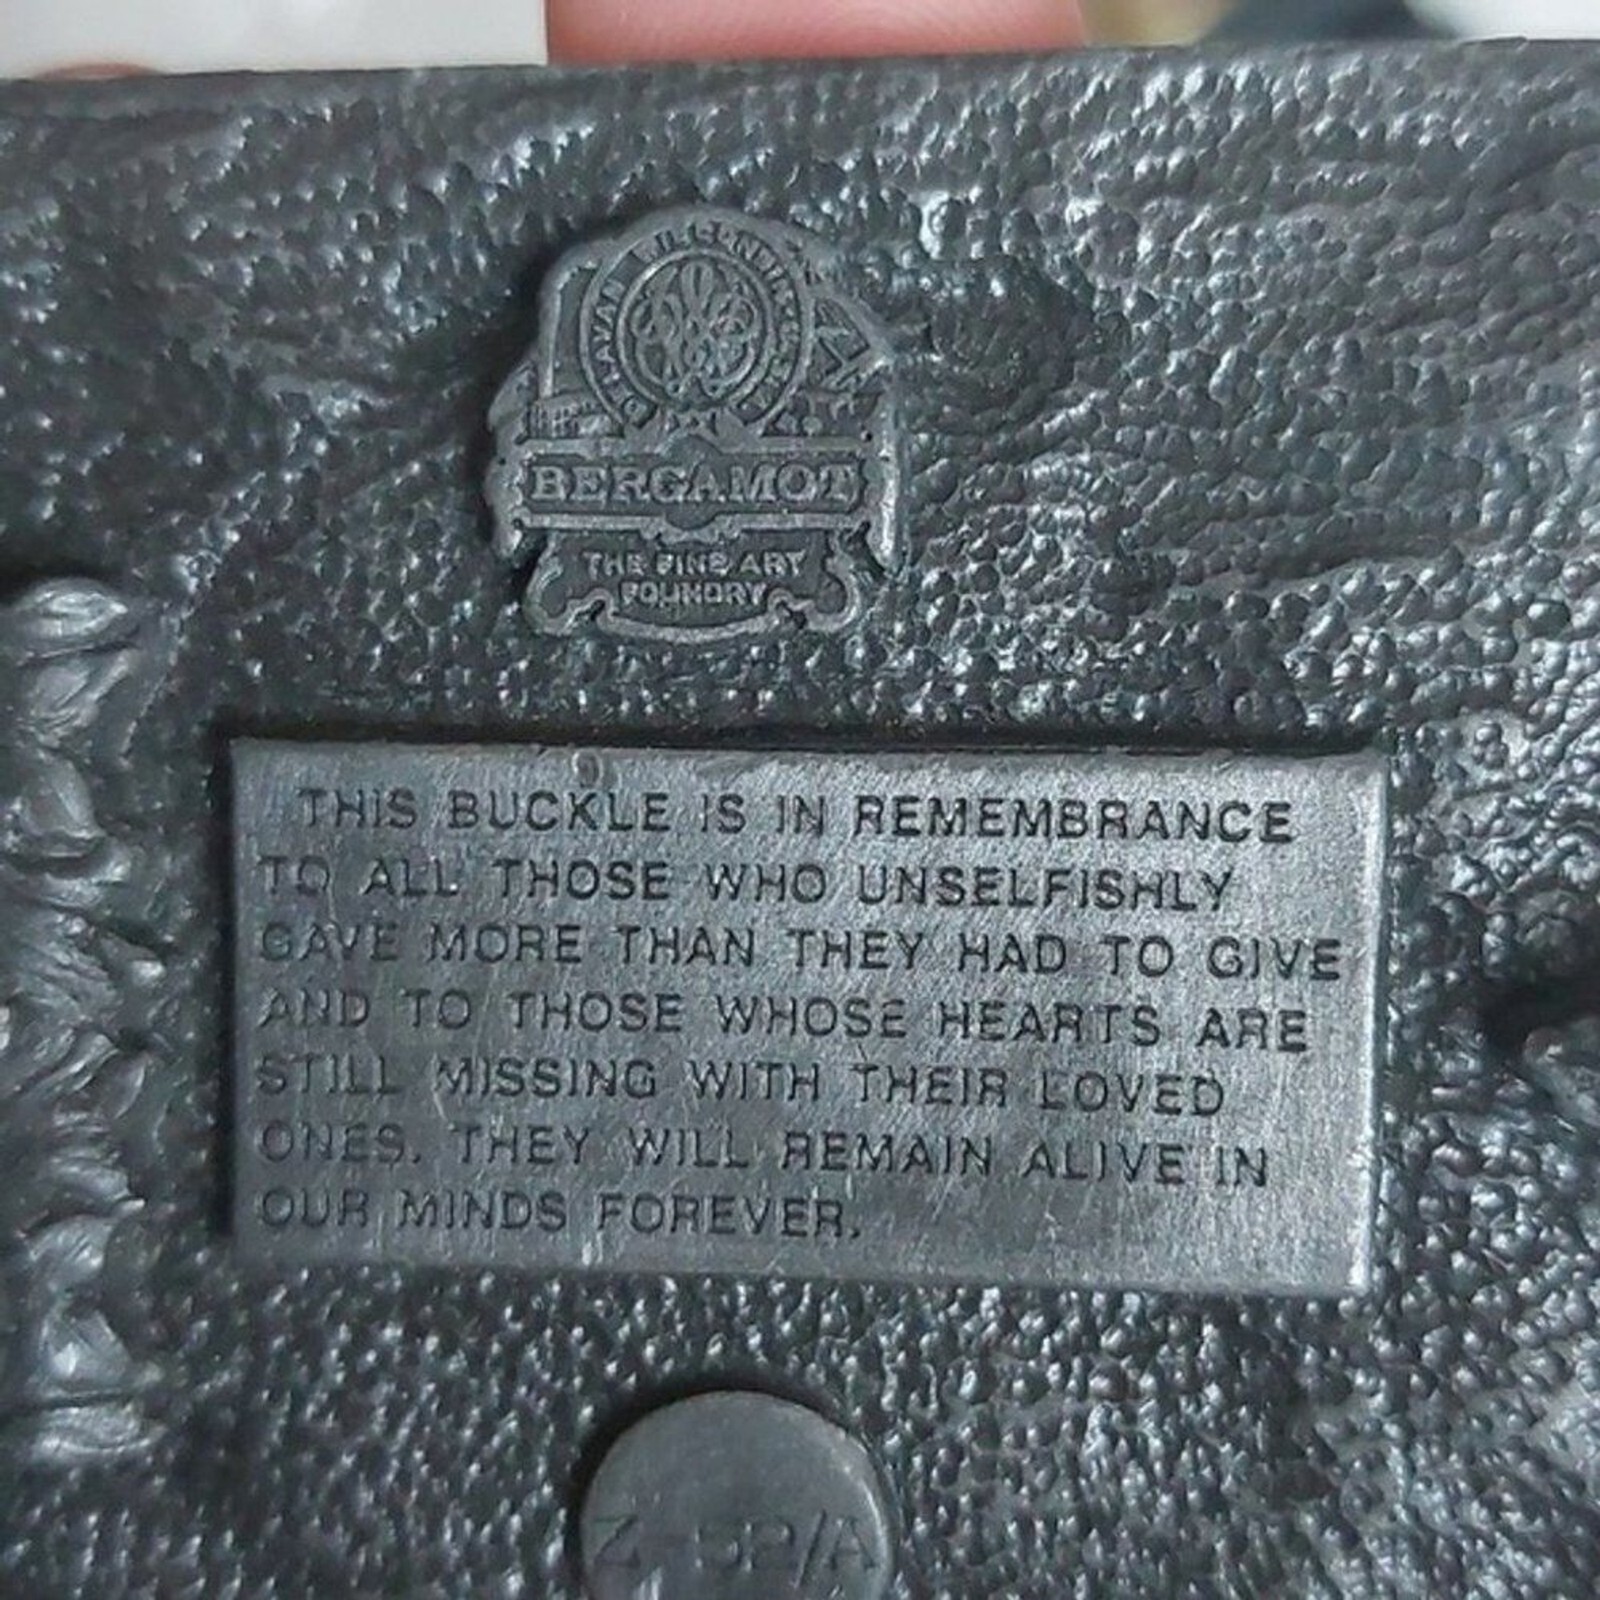 BERGAMOT
THE FINE ART
FOUNDRY
THIS BUCKLE IS IN REMEMBRANCE
TO ALL THOSE WHO UNSELFISHLY
GAVE MORE THAN THEY HAD TO GIVE
AND TO THOSE WHOSE HEARTS ARE
STILL MISSING WITH THEIR LOVED
ONES. THEY WILL REMAIN ALIVE IN
OUR MINDS FOREVER.